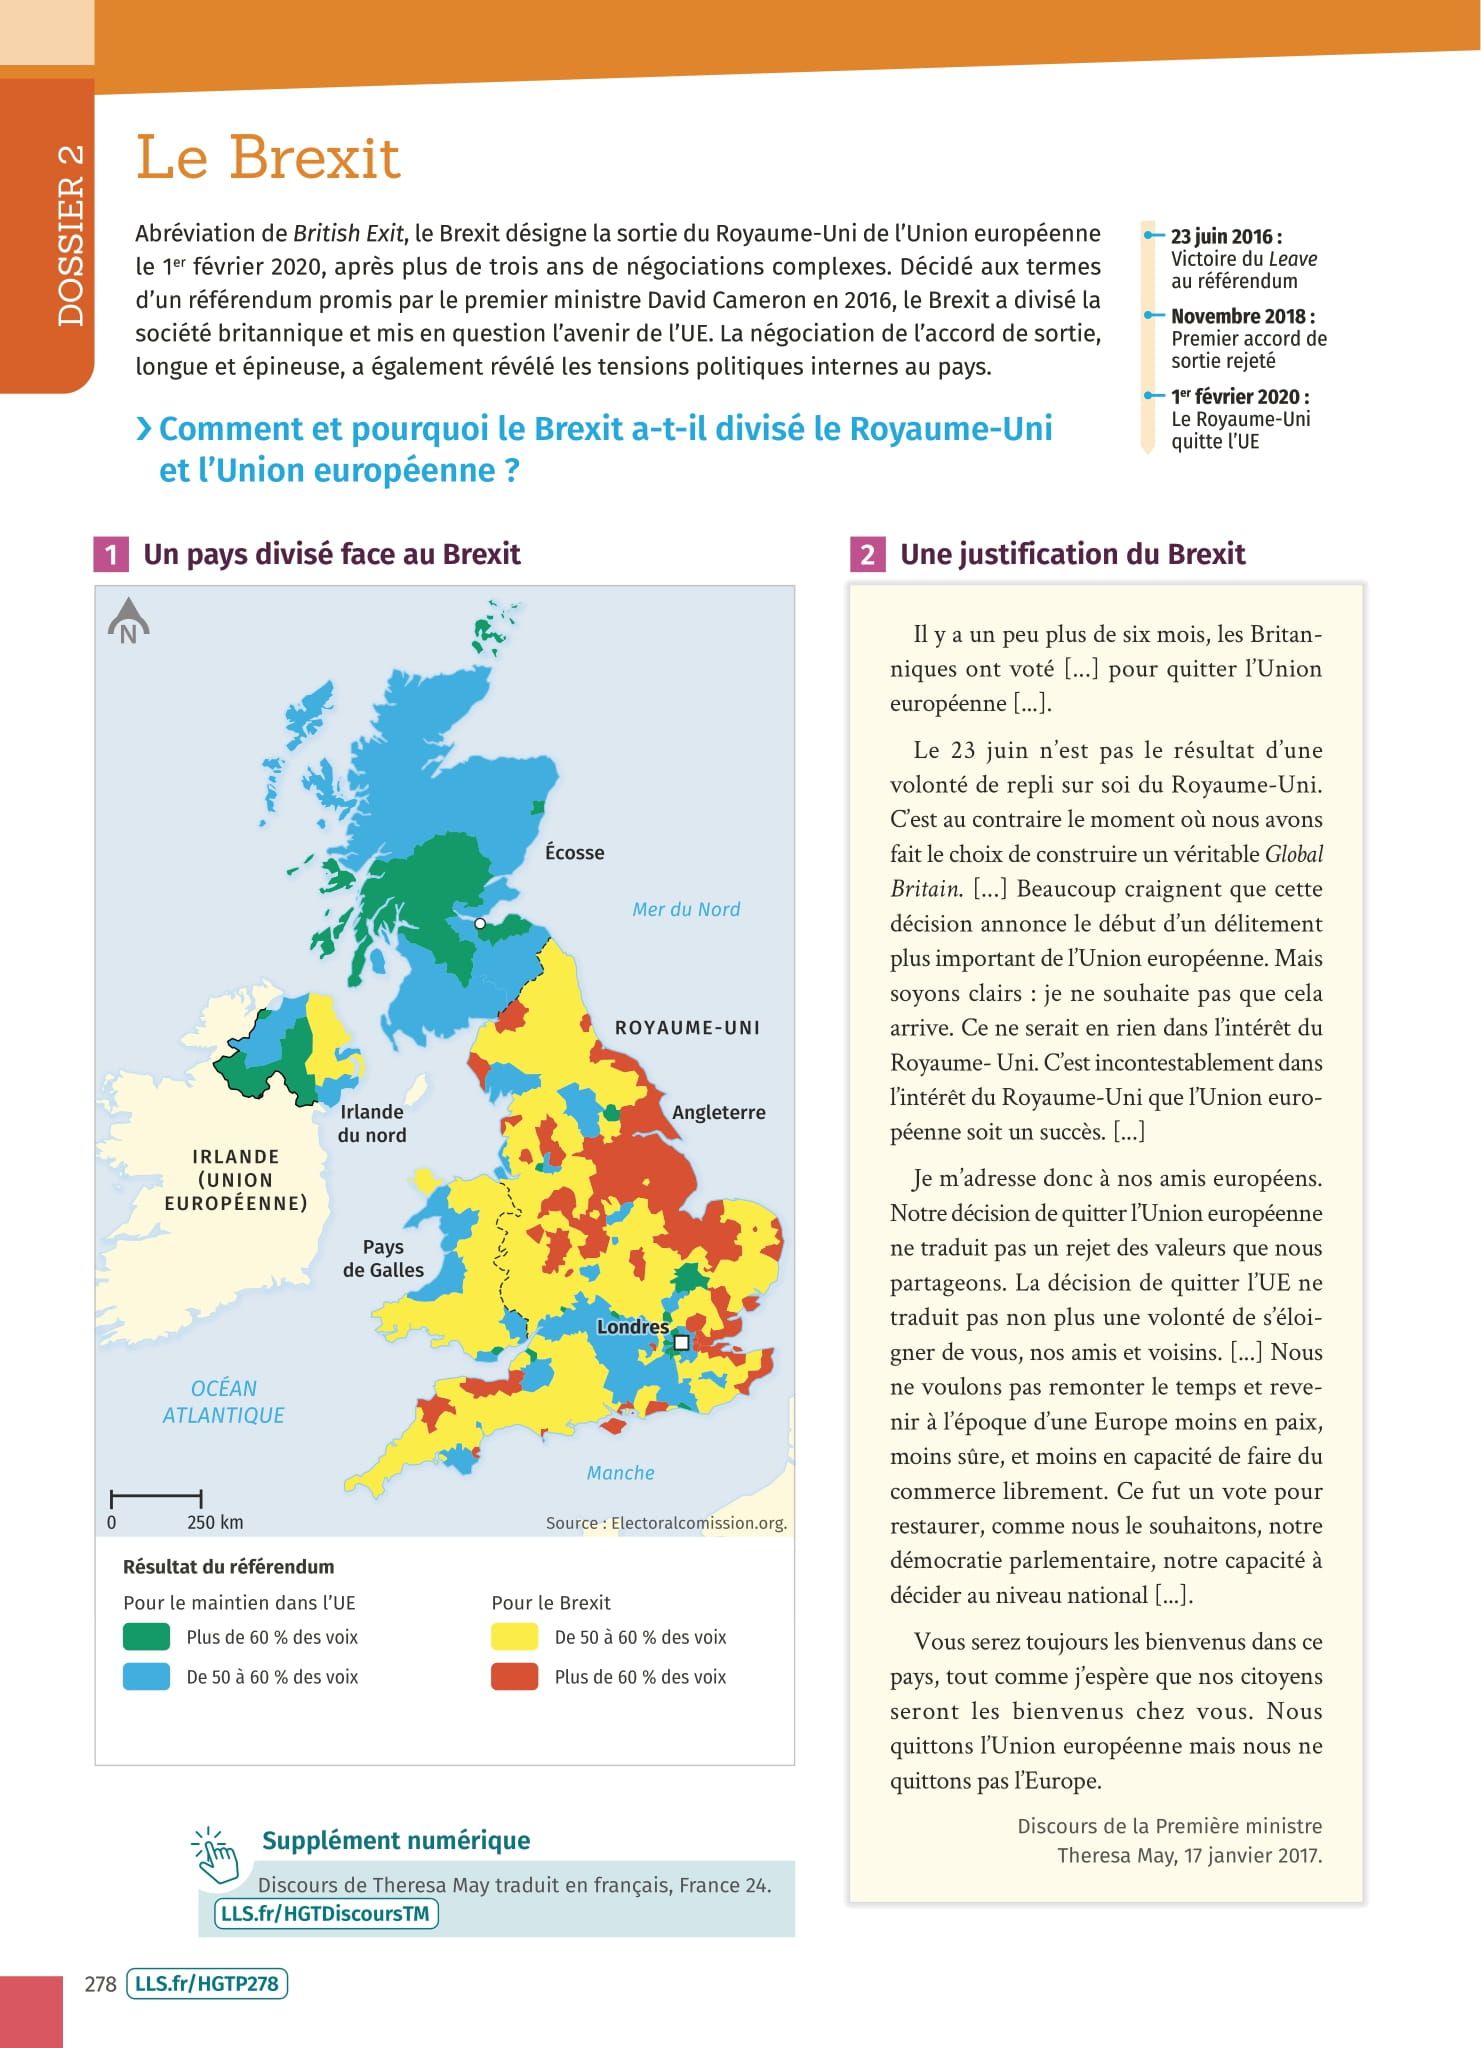 DOSSIER 2
Le Brexit
Abréviation de British Exit, le Brexit désigne la sortie du Royaume-Uni de l’Union européenne
le 1er février 2020, après plus de trois ans de négociations complexes. Décidé aux termes
d’un référendum promis par le premier ministre David Cameron en 2016, le Brexit a divisé la
société britannique et mis en question l’avenir de l’UE. La négociation de l’accord de sortie,
longue et épineuse, a également révélé les tensions politiques internes au pays.
23 juin 2016 :
Victoire du Leave
au référendum
Novembre 2018 :
Premier accord de
sortie rejeté
1er février 2020 :
Le Royaume-Uni
quitte l’UE
› Comment et pourquoi le Brexit a-t-il divisé le Royaume-Uni
et l’Union européenne ?
1 Un pays divisé face au Brexit
N
Écosse
Mer du Nord
ROYAUME-UNI
Irlande
du nord
Angleterre
IRLANDE
(UNION
EUROPÉENNE)
Pays
de Galles
Londres
OCÉAN
ATLANTIQUE
Manche
0 250 km
Source : Electoralcomission.org.
Résultat du référendum
Pour le maintien dans l’UE
Plus de 60 % des voix
De 50 à 60 % des voix
Pour le Brexit
De 50 à 60 % des voix
Plus de 60 % des voix
Supplément numérique
Discours de Theresa May traduit en français, France 24.
LLS.fr/HGTDiscoursTM
2 Une justification du Brexit
Il y a un peu plus de six mois, les Britan-
niques ont voté [...] pour quitter l’Union
européenne [...].
Le 23 juin n’est pas le résultat d’une
volonté de repli sur soi du Royaume-Uni.
C’est au contraire le moment où nous avons
fait le choix de construire un véritable Global
Britain. [...] Beaucoup craignent que cette
décision annonce le début d’un délitement
plus important de l’Union européenne. Mais
soyons clairs : je ne souhaite pas que cela
arrive. Ce ne serait en rien dans l’intérêt du
Royaume- Uni. C’est incontestablement dans
l’intérêt du Royaume-Uni que l’Union euro-
péenne soit un succès. [...]
Je m’adresse donc à nos amis européens.
Notre décision de quitter l’Union européenne
ne traduit pas un rejet des valeurs que nous
partageons. La décision de quitter l’UE ne
traduit pas non plus une volonté de s’éloi-
gner de vous, nos amis et voisins. [...] Nous
ne voulons pas remonter le temps et reve-
nir à l’époque d’une Europe moins en paix,
moins sûre, et moins en capacité de faire du
commerce librement. Ce fut un vote pour
restaurer, comme nous le souhaitons, notre
démocratie parlementaire, notre capacité à
décider au niveau national [...].
Vous serez toujours les bienvenus dans ce
pays, tout comme j’espère que nos citoyens
seront les bienvenus chez vous. Nous
quittons l’Union européenne mais nous ne
quittons pas l’Europe.
Discours de la Première ministre
Theresa May, 17 janvier 2017.
278 LLS.fr/HGTP278